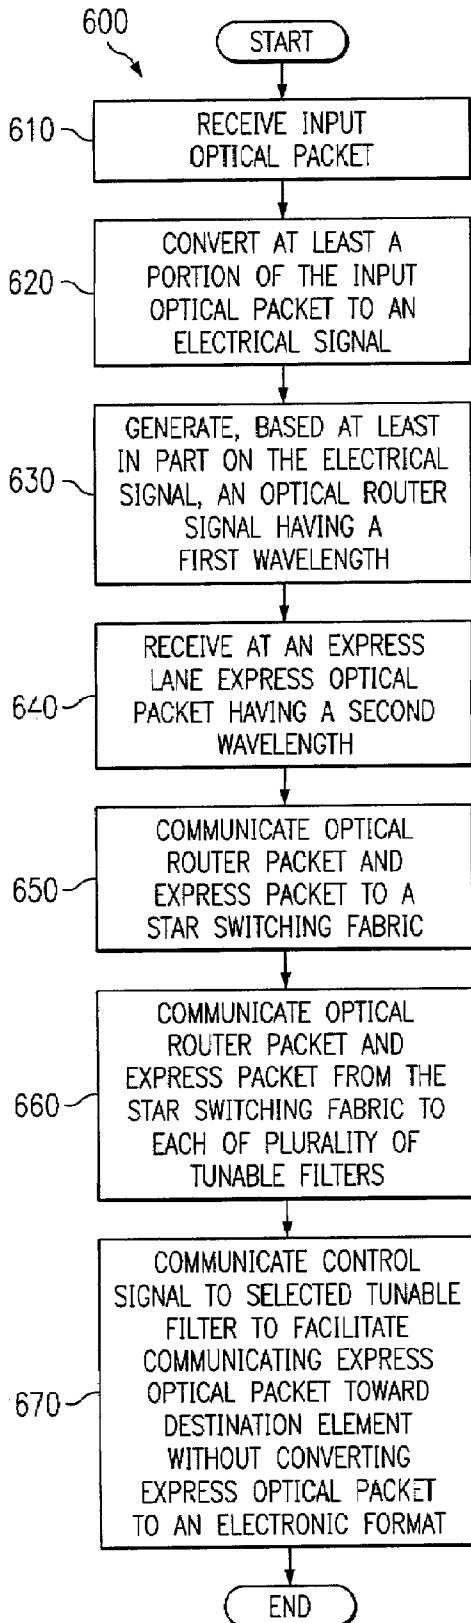 600
START
610
RECEIVE INPUT
OPTICAL PACKET
620
CONVERT AT LEAST A
PORTION OF THE INPUT
OPTICAL PACKET TO AN
ELECTRICAL SIGNAL
630
GENERATE, BASED AT LEAST
IN PART ON THE ELECTRICAL
SIGNAL, AN OPTICAL ROUTER
SIGNAL HAVING A
FIRST WAVELENGTH
640
RECEIVE AT AN EXPRESS
LANE EXPRESS OPTICAL
PACKET HAVING A SECOND
WAVELENGTH
650
COMMUNICATE OPTICAL
ROUTER PACKET AND
EXPRESS PACKET TO A
STAR SWITCHING FABRIC
660
COMMUNICATE OPTICAL
ROUTER PACKET AND
EXPRESS PACKET FROM THE
STAR SWITCHING FABRIC TO
EACH OF PLURALITY OF
TUNABLE FILTERS
670
COMMUNICATE CONTROL
SIGNAL TO SELECTED TUNABLE
FILTER TO FACILITATE
COMMUNICATING EXPRESS
OPTICAL PACKET TOWARD
DESTINATION ELEMENT
WITHOUT CONVERTING
EXPRESS OPTICAL PACKET
TO AN ELECTRONIC FORMAT
END